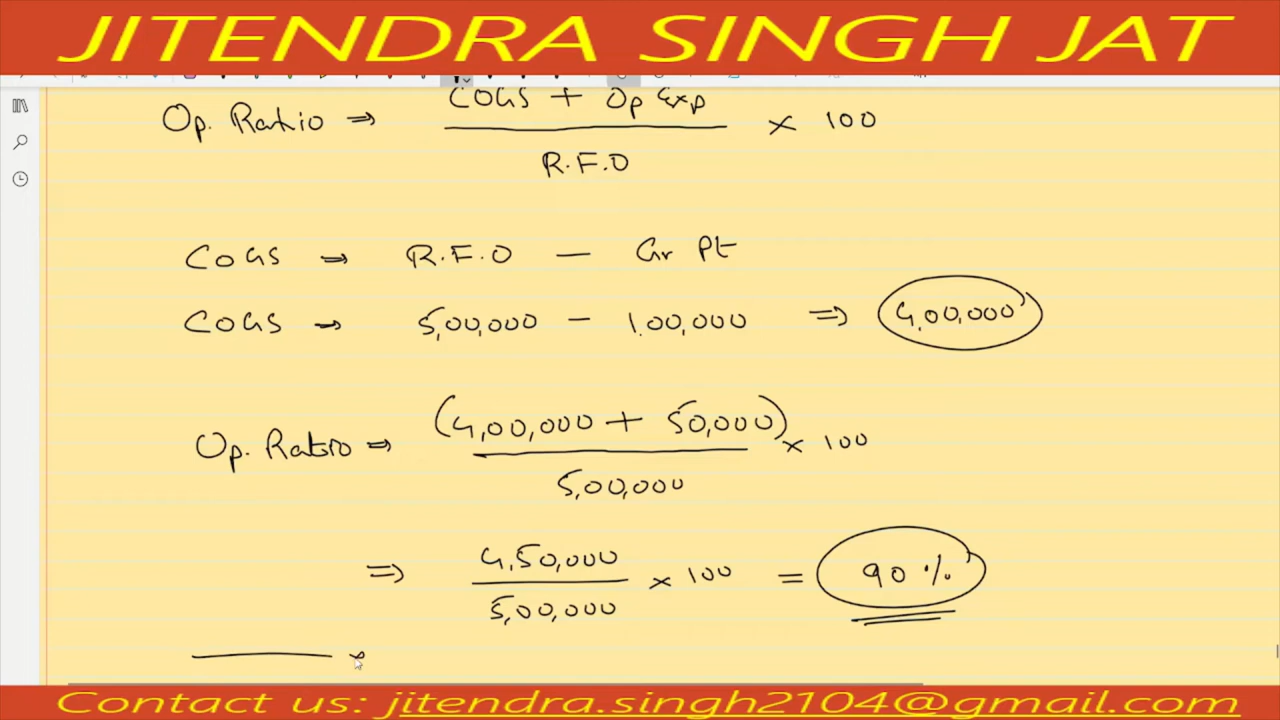 JITENDRA SINGH JAT
COGS + Op Exp
Op. Ratio ⇒ ─────── × 100
R.F.O
COGS ⇒ R.F.O — Gr Pt
COGS → 5,00,000 — 1,00,000 ⇒ 4,00,000
(4,00,000 + 50,000)
Op. Ratio ⇒ ─────── × 100
5,00,000
4,50,000
⇒ ─────── × 100 = 90 %
5,00,000
Contact us: jitendra.singh2104@gmail.com